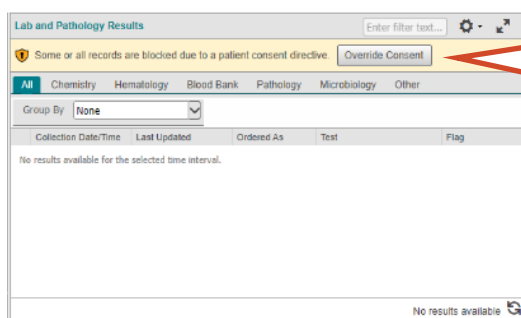 Lab and Pathology Results Enter filter text...
Some or all records are blocked due to a patient consent directive. Override Consent
All Chemistry Hematology Blood Bank Pathology Microbiology Other
Group By None
Collection Date/Time Last Updated Ordered As Test Flag
No results available for the selected time interval.
No results available